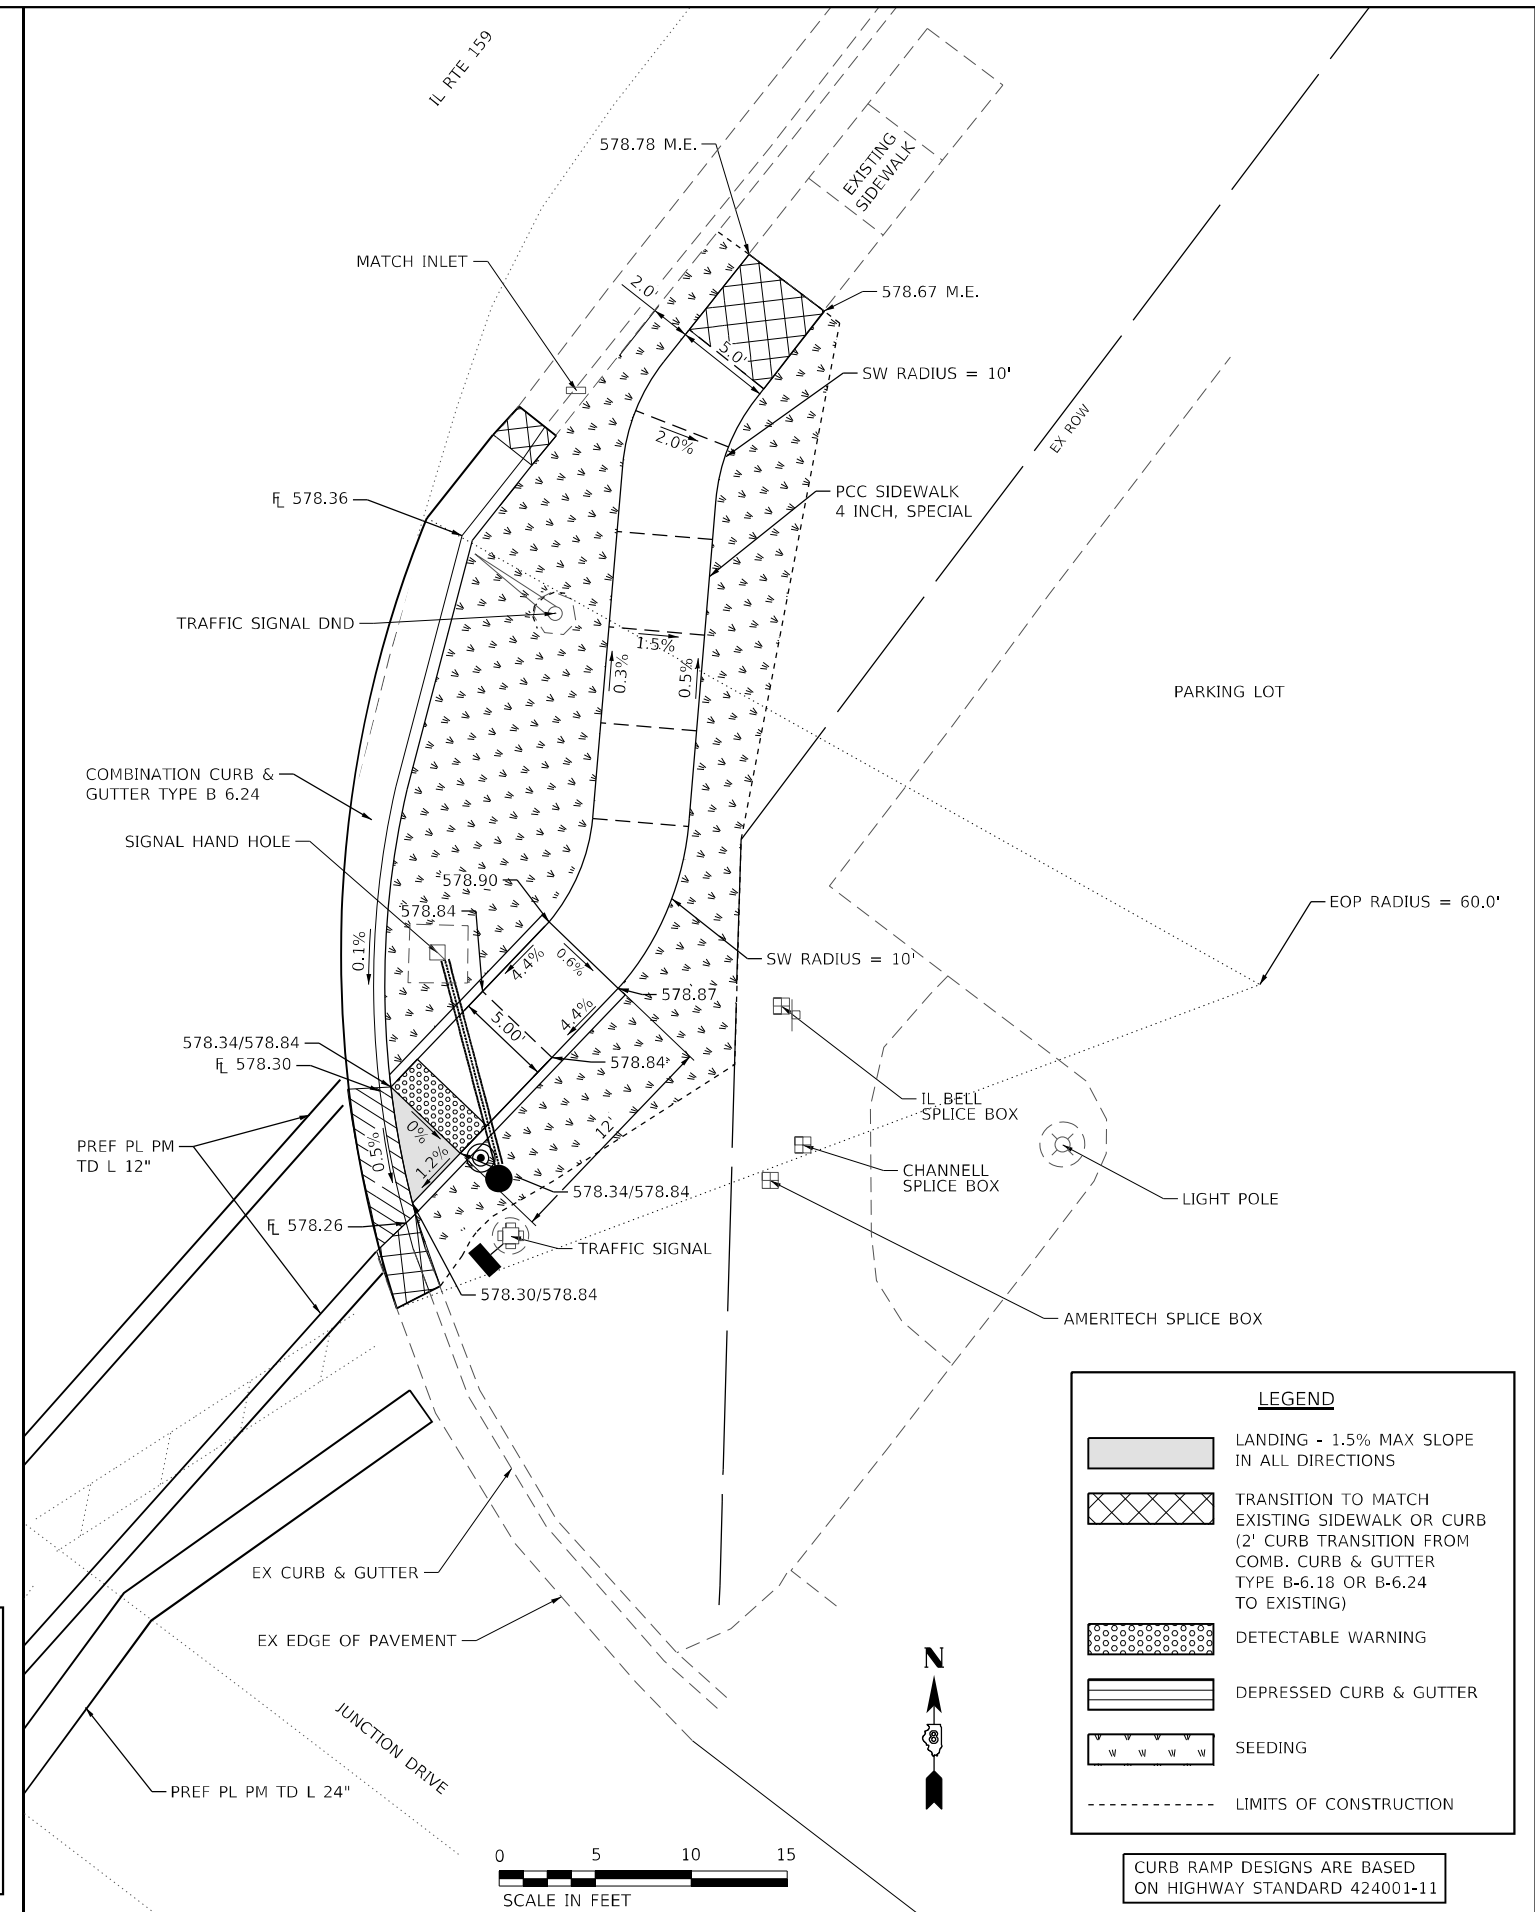 IL RTE 159
578.78 M.E.
EXISTING
SIDEWALK
MATCH INLET
2.0'
578.67 M.E.
5.0'
SW RADIUS = 10'
2.0%
EX ROW
FL 578.36
PCC SIDEWALK
4 INCH, SPECIAL
TRAFFIC SIGNAL DND
1.5%
0.3%
0.5%
PARKING LOT
COMBINATION CURB &
GUTTER TYPE B 6.24
SIGNAL HAND HOLE
578.90
578.84
EOP RADIUS = 60.0'
0.1%
4.4%
0.6%
SW RADIUS = 10'
578.87
4.4%
5.00'
578.34/578.84
FL 578.30
578.84
IL BELL
SPLICE BOX
12'
PREF PL PM
TD L 12"
0.5%
0%
1.2%
CHANNELL
SPLICE BOX
578.34/578.84
LIGHT POLE
FL 578.26
TRAFFIC SIGNAL
578.30/578.84
AMERITECH SPLICE BOX
EX CURB & GUTTER
EX EDGE OF PAVEMENT
JUNCTION DRIVE
PREF PL PM TD L 24"
N
8
0 5 10 15
SCALE IN FEET
LEGEND
LANDING - 1.5% MAX SLOPE
IN ALL DIRECTIONS
TRANSITION TO MATCH
EXISTING SIDEWALK OR CURB
(2' CURB TRANSITION FROM
COMB. CURB & GUTTER
TYPE B-6.18 OR B-6.24
TO EXISTING)
DETECTABLE WARNING
DEPRESSED CURB & GUTTER
SEEDING
LIMITS OF CONSTRUCTION
CURB RAMP DESIGNS ARE BASED
ON HIGHWAY STANDARD 424001-11